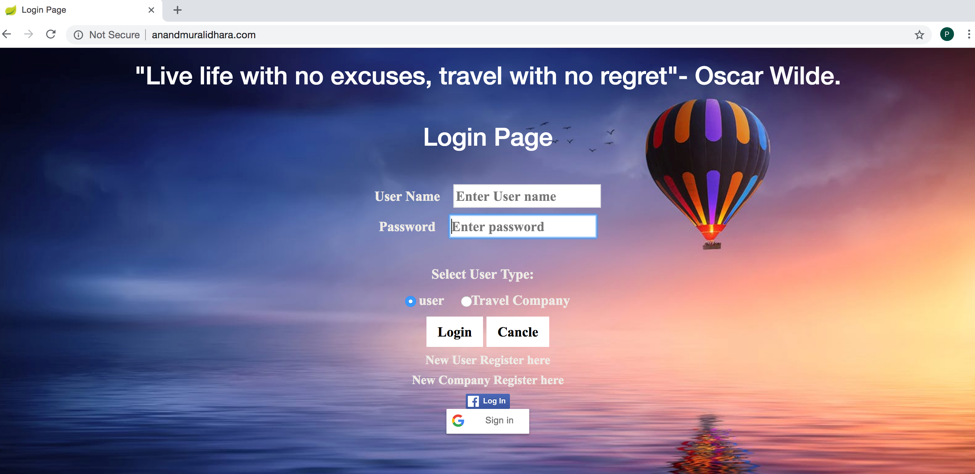 Login Page
Not Secure | anandmuralidhara.com
P
"Live life with no excuses, travel with no regret"- Oscar Wilde.
Login Page
User Name Enter User name
Password Enter password
Select User Type:
user Travel Company
Login Cancle
New User Register here
New Company Register here
f Log In
G Sign in